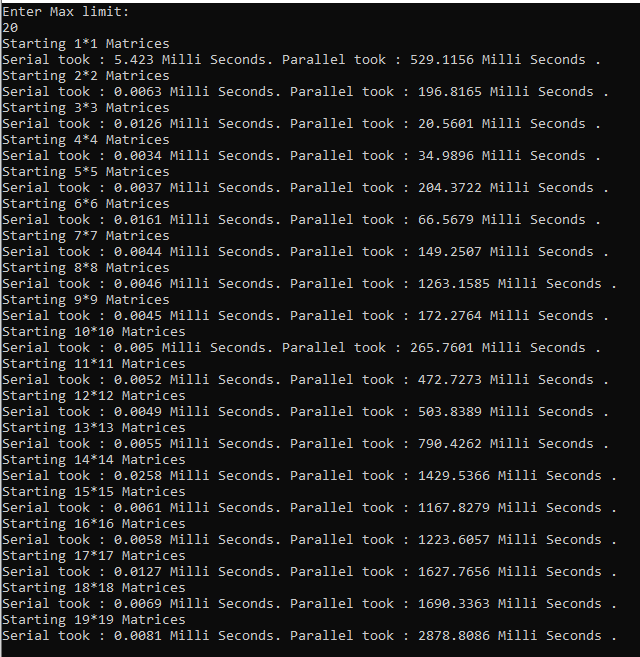 Enter Max limit:
20
Starting 1*1 Matrices
Serial took : 5.423 Milli Seconds. Parallel took : 529.1156 Milli Seconds .
Starting 2*2 Matrices
Serial took : 0.0063 Milli Seconds. Parallel took : 196.8165 Milli Seconds .
Starting 3*3 Matrices
Serial took : 0.0126 Milli Seconds. Parallel took : 20.5601 Milli Seconds .
Starting 4*4 Matrices
Serial took : 0.0034 Milli Seconds. Parallel took : 34.9896 Milli Seconds .
Starting 5*5 Matrices
Serial took : 0.0037 Milli Seconds. Parallel took : 204.3722 Milli Seconds .
Starting 6*6 Matrices
Serial took : 0.0161 Milli Seconds. Parallel took : 66.5679 Milli Seconds .
Starting 7*7 Matrices
Serial took : 0.0044 Milli Seconds. Parallel took : 149.2507 Milli Seconds .
Starting 8*8 Matrices
Serial took : 0.0046 Milli Seconds. Parallel took : 1263.1585 Milli Seconds .
Starting 9*9 Matrices
Serial took : 0.0045 Milli Seconds. Parallel took : 172.2764 Milli Seconds .
Starting 10*10 Matrices
Serial took : 0.005 Milli Seconds. Parallel took : 265.7601 Milli Seconds .
Starting 11*11 Matrices
Serial took : 0.0052 Milli Seconds. Parallel took : 472.7273 Milli Seconds .
Starting 12*12 Matrices
Serial took : 0.0049 Milli Seconds. Parallel took : 503.8389 Milli Seconds .
Starting 13*13 Matrices
Serial took : 0.0055 Milli Seconds. Parallel took : 790.4262 Milli Seconds .
Starting 14*14 Matrices
Serial took : 0.0258 Milli Seconds. Parallel took : 1429.5366 Milli Seconds .
Starting 15*15 Matrices
Serial took : 0.0061 Milli Seconds. Parallel took : 1167.8279 Milli Seconds .
Starting 16*16 Matrices
Serial took : 0.0058 Milli Seconds. Parallel took : 1223.6057 Milli Seconds .
Starting 17*17 Matrices
Serial took : 0.0127 Milli Seconds. Parallel took : 1627.7656 Milli Seconds .
Starting 18*18 Matrices
Serial took : 0.0069 Milli Seconds. Parallel took : 1690.3363 Milli Seconds .
Starting 19*19 Matrices
Serial took : 0.0081 Milli Seconds. Parallel took : 2878.8086 Milli Seconds .